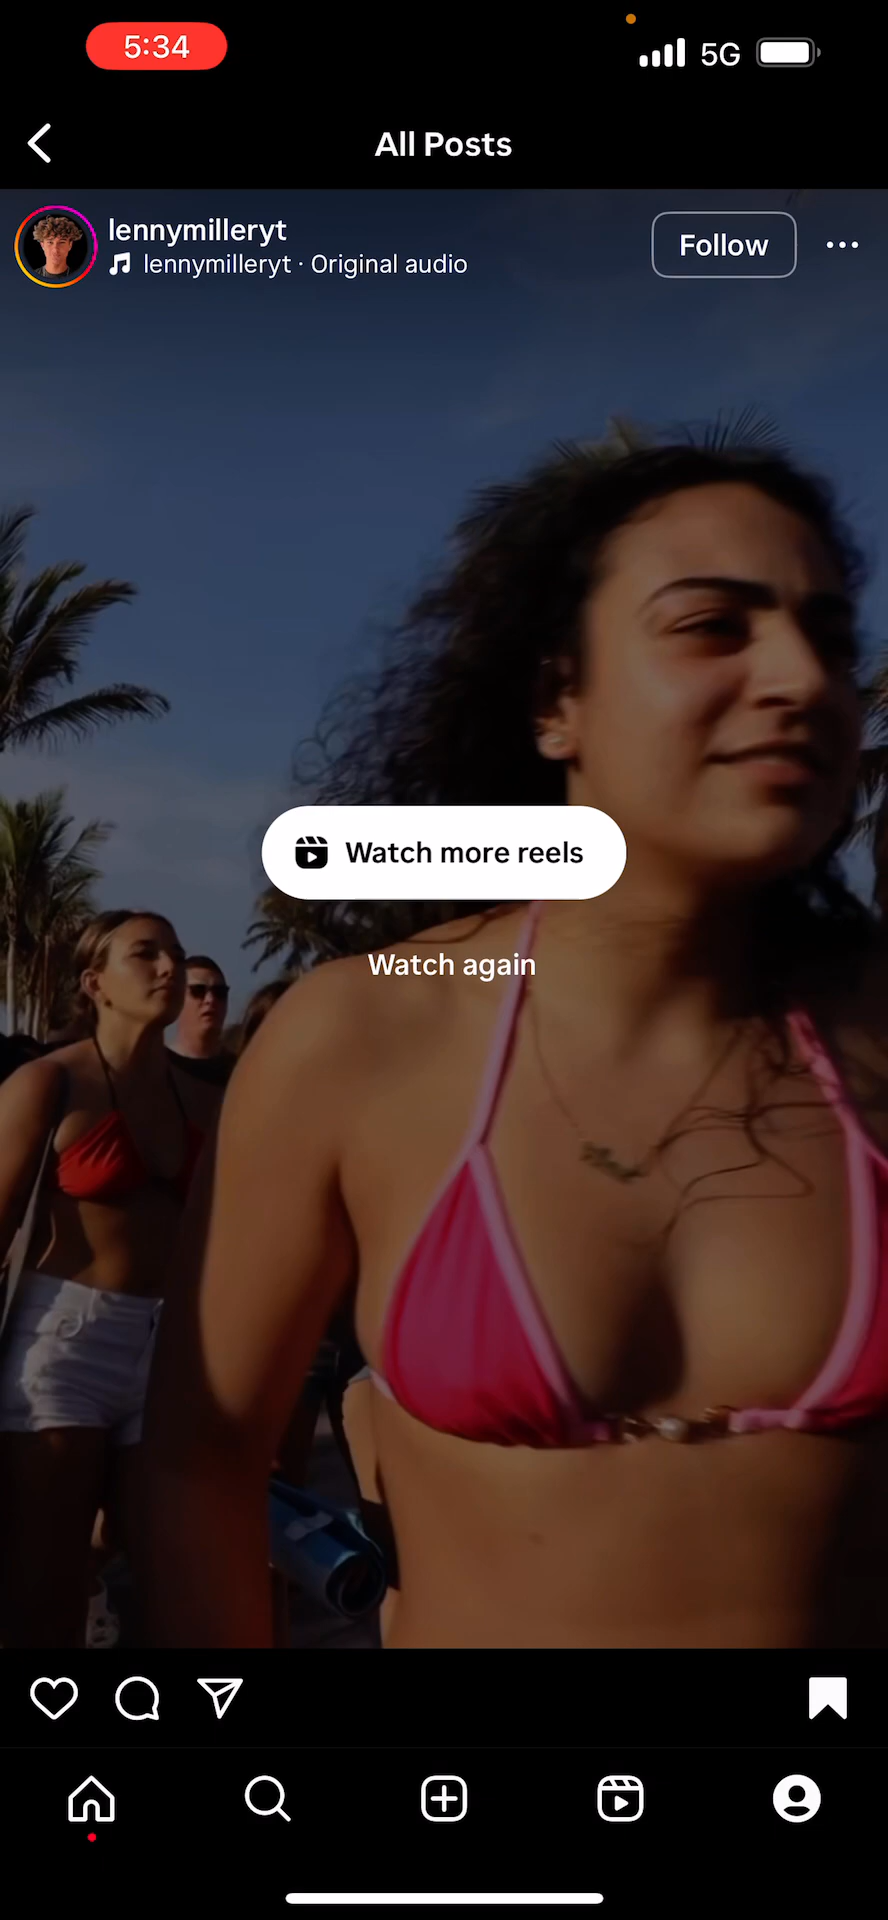 5:34
5G
All Posts
lennymilleryt
lennymilleryt · Original audio
Follow
Watch more reels
Watch again